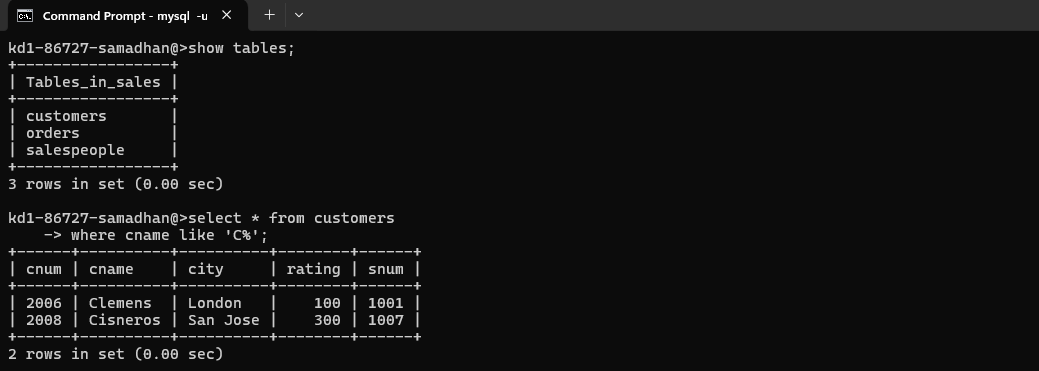 Command Prompt - mysql -u
kd1-86727-samadhan@>show tables;
+-----------------+
| Tables_in_sales |
+-----------------+
| customers       |
| orders          |
| salespeople     |
+-----------------+
3 rows in set (0.00 sec)
kd1-86727-samadhan@>select * from customers
    -> where cname like 'C%';
+------+----------+----------+--------+------+
| cnum | cname    | city     | rating | snum |
+------+----------+----------+--------+------+
| 2006 | Clemens  | London   |    100 | 1001 |
| 2008 | Cisneros | San Jose |    300 | 1007 |
+------+----------+----------+--------+------+
2 rows in set (0.00 sec)